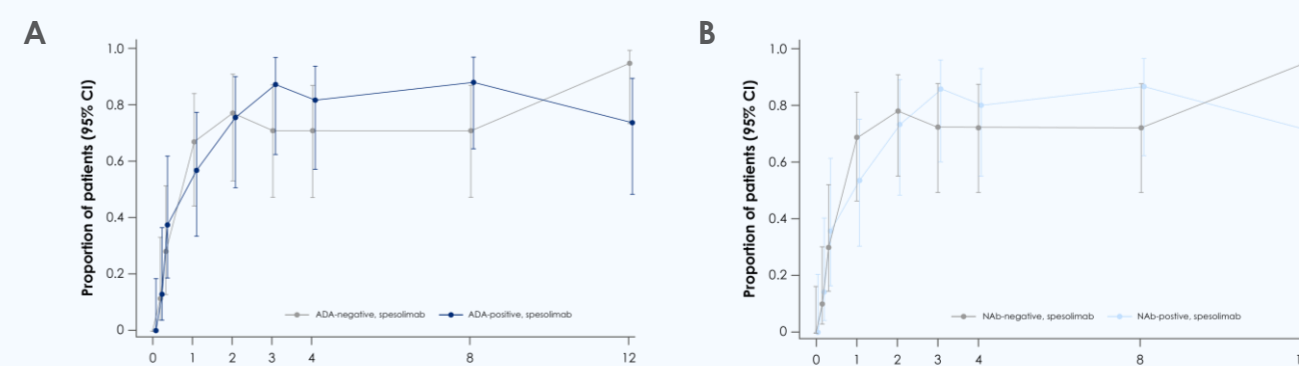 A
1.0
0.8
0.6
0.4
0.2
0
Proportion of patients (95% CI)
ADA-negative, spesolimab ADA-positive, spesolimab
0 1 2 3 4 8 12
B
1.0
0.8
0.6
0.4
0.2
0
Proportion of patients (95% CI)
NAb-negative, spesolimab NAb-postive, spesolimab
0 1 2 3 4 8